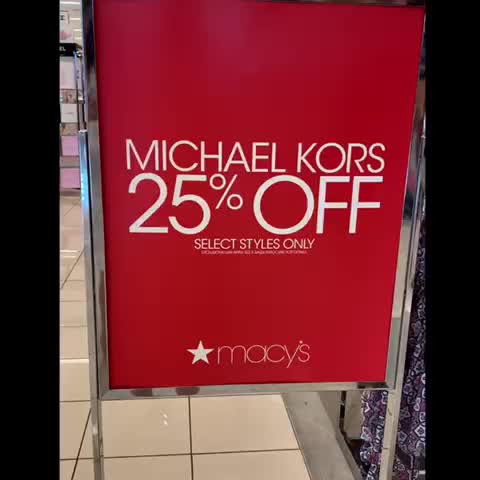 MICHAEL KORS
25% OFF
SELECT STYLES ONLY
macy's